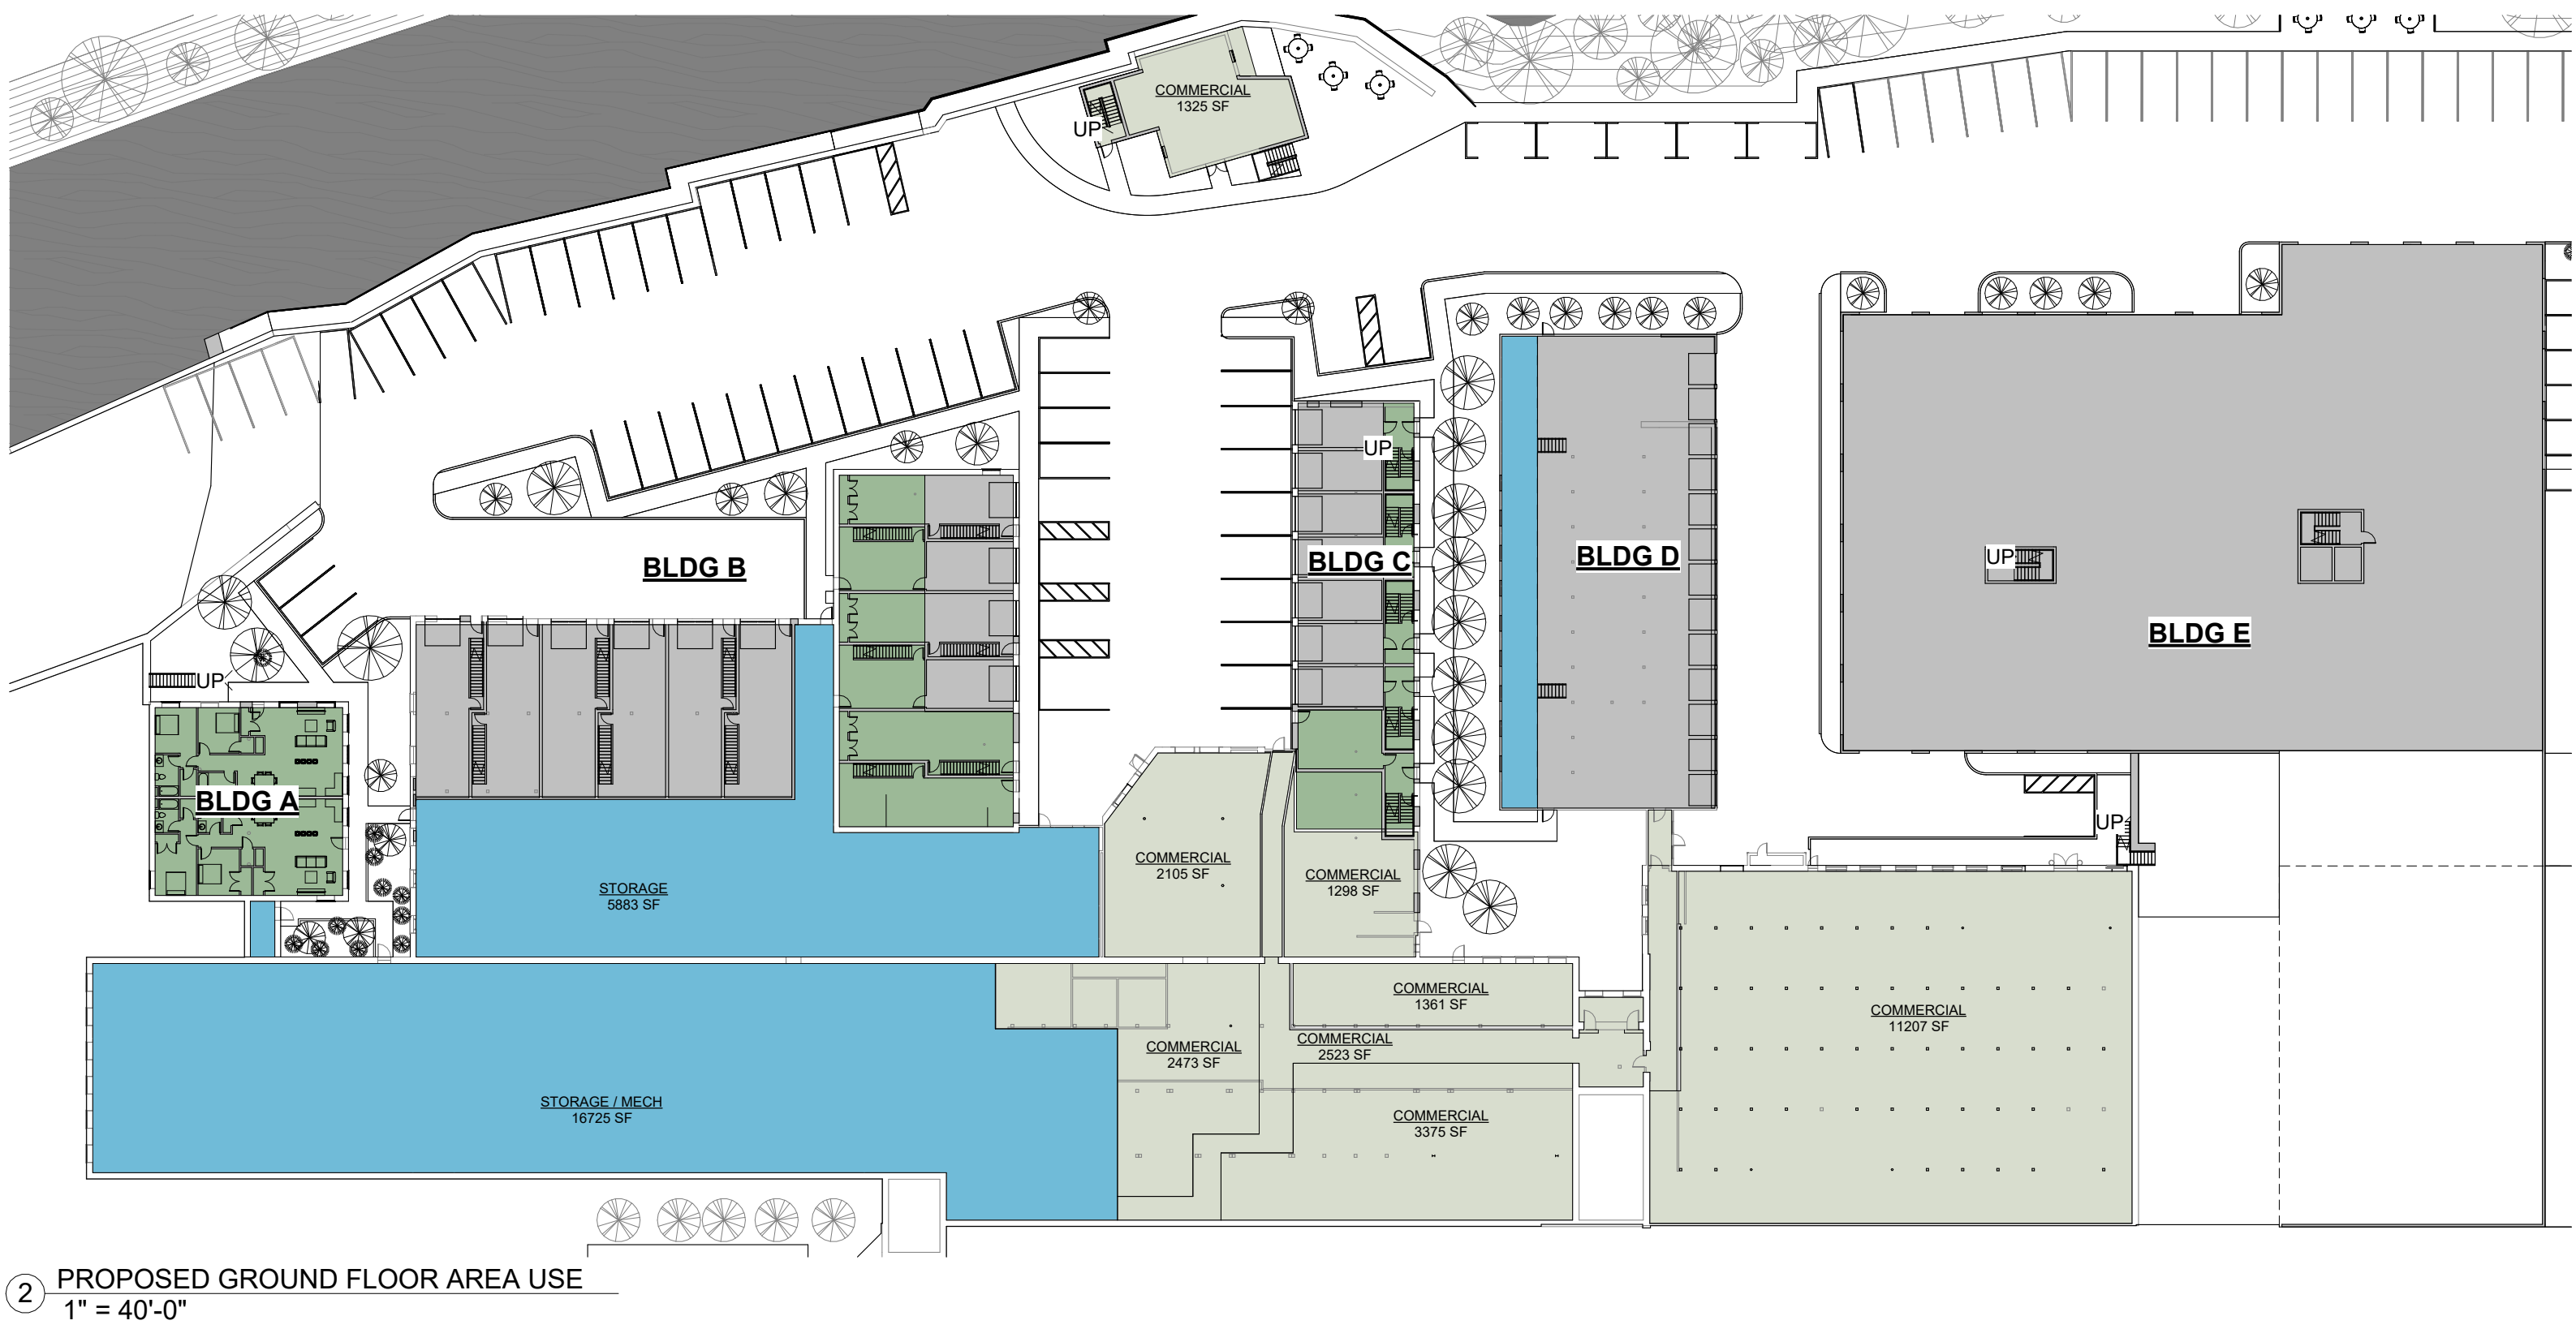 COMMERCIAL
1325 SF
UP
UP
BLDG B
BLDG C
BLDG D
UP
BLDG E
UP
BLDG A
UP
COMMERCIAL
2105 SF
COMMERCIAL
1298 SF
STORAGE
5883 SF
COMMERCIAL
1361 SF
COMMERCIAL
11207 SF
COMMERCIAL
2473 SF
COMMERCIAL
2523 SF
STORAGE / MECH
16725 SF
COMMERCIAL
3375 SF
2
PROPOSED GROUND FLOOR AREA USE
1" = 40'-0"